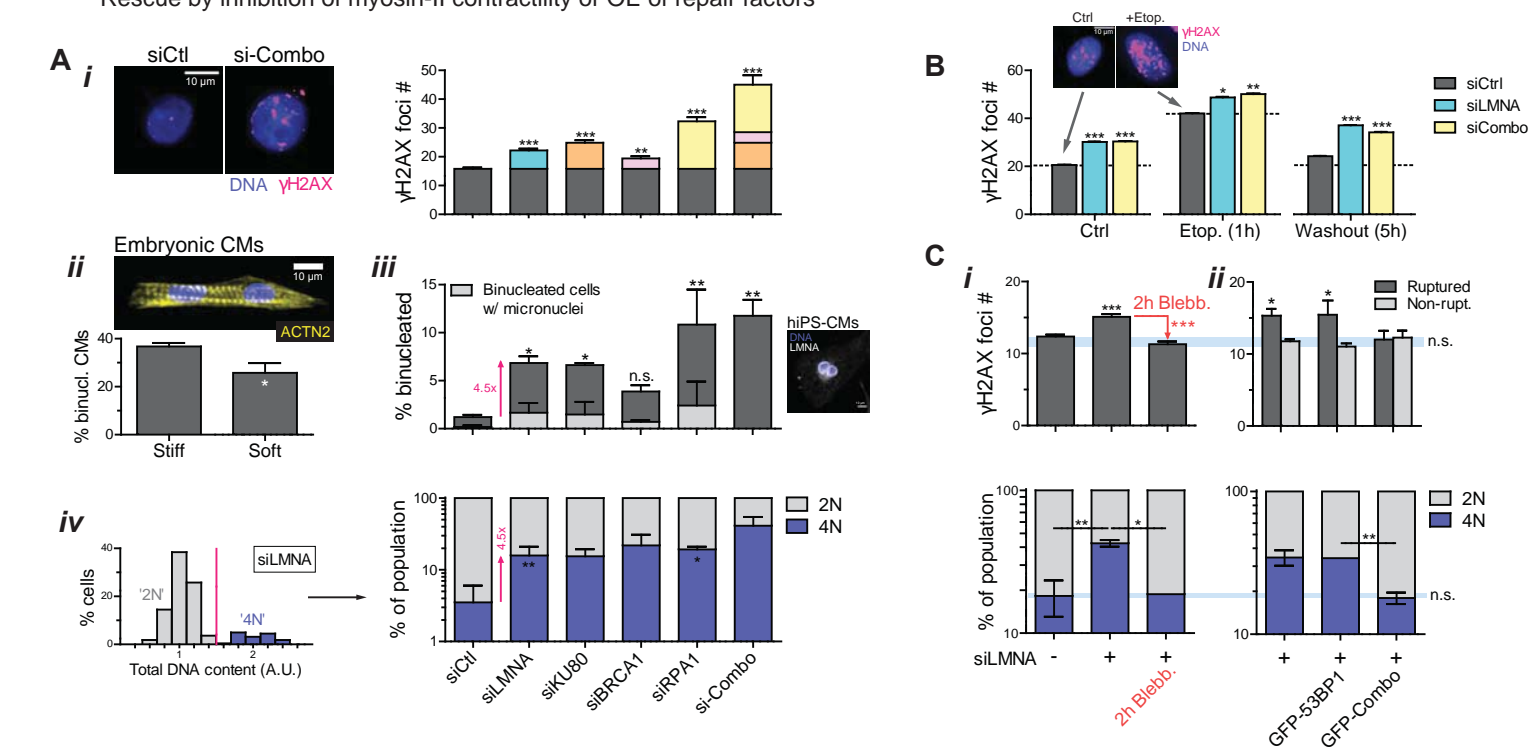 Rescue by inhibition of myosin-II contractility or OE of repair factors
A
i
siCtl
si-Combo
10 µm
DNA γH2AX
γH2AX foci #
50
40
30
20
10
0
***
***
**
***
***
ii
Embryonic CMs
10 µm
ACTN2
% binucl. CMs
40
20
0
*
Stiff
Soft
iii
% binucleated
15
10
5
0
Binucleated cells
w/ micronuclei
4.5x
*
*
n.s.
**
**
hiPS-CMs
DNA
LMNA
iv
% cells
40
20
0
siLMNA
'2N'
'4N'
1
2
Total DNA content (A.U.)
% of population
100
10
1
4.5x
**
*
2N
4N
siCtl
siLMNA
siKU80
siBRCA1
siRPA1
si-Combo
B
Ctrl
+Etop.
10 µm
γH2AX
DNA
γH2AX foci #
60
40
20
0
*** ***
* **
*** ***
Ctrl
Etop. (1h)
Washout (5h)
siCtrl
siLMNA
siCombo
C
i
γH2AX foci #
20
10
0
***
2h Blebb.
***
ii
20
10
0
*
*
Ruptured
Non-rupt.
n.s.
% of population
100
10
**
*
100
10
**
2N
4N
n.s.
siLMNA - + + + + +
2h Blebb.
GFP-53BP1
GFP-Combo